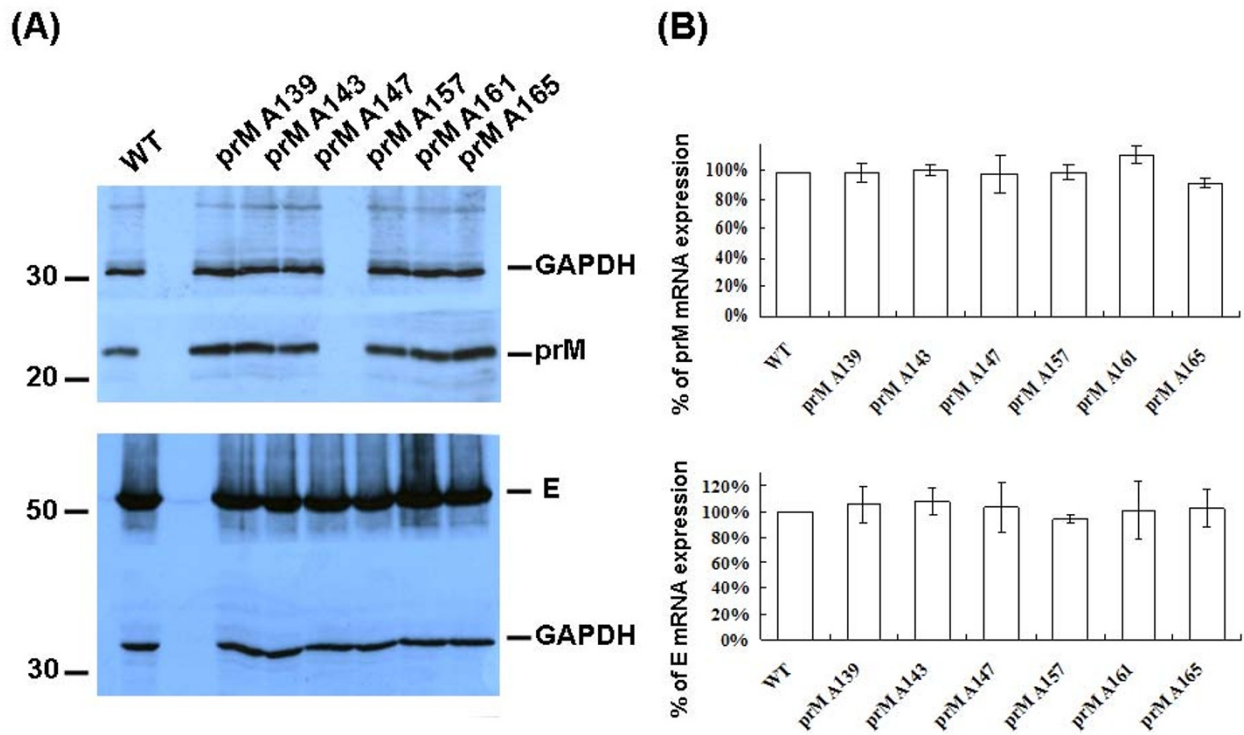 (A)
WT
prM A139
prM A143
prM A147
prM A157
prM A161
prM A165
30
20
GAPDH
prM
50
30
E
GAPDH
(B)
% of prM mRNA expression
100%
80%
60%
40%
20%
0%
WT
prM A139
prM A143
prM A147
prM A157
prM A161
prM A165
% of E mRNA expression
120%
100%
80%
60%
40%
20%
0%
WT
prM A139
prM A143
prM A147
prM A157
prM A161
prM A165